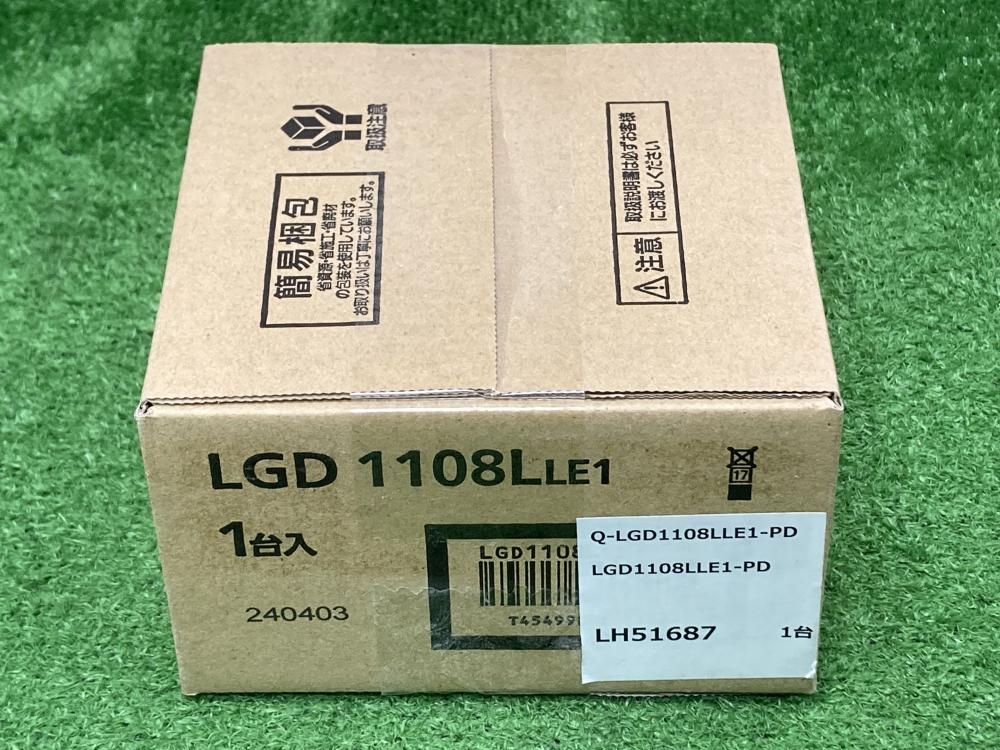 取扱注意
簡易梱包
省資源・省施工・省廃材
の包装を使用しています。
お取り扱いは丁寧にお願いします。
注意
取扱説明書は必ずお客様
にお渡しください
LGD 1108LLE1
17
1台入
LGD1108
T45499
240403
Q-LGD1108LLE1-PD
LGD1108LLE1-PD
LH51687 1台